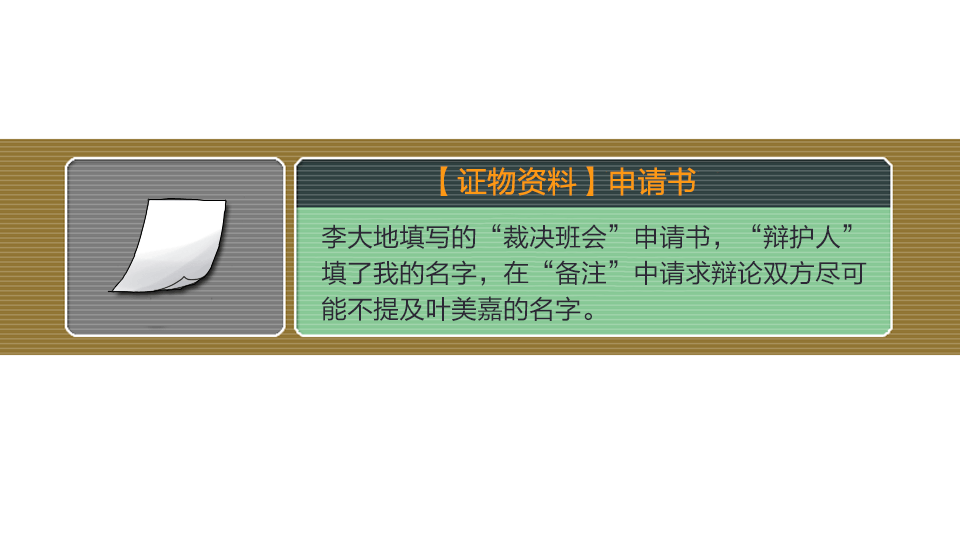 【证物资料】申请书
李大地填写的“裁决班会”申请书，“辩护人”
填了我的名字，在“备注”中请求辩论双方尽可
能不提及叶美嘉的名字。